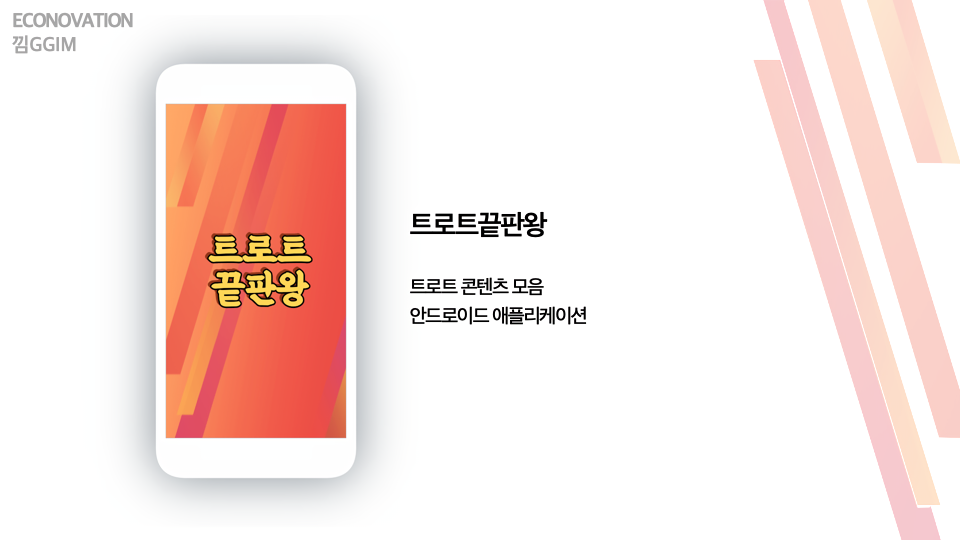 ECONOVATION
낌GGIM
트로트
끝판왕
트로트끝판왕
트로트 콘텐츠 모음
안드로이드 애플리케이션